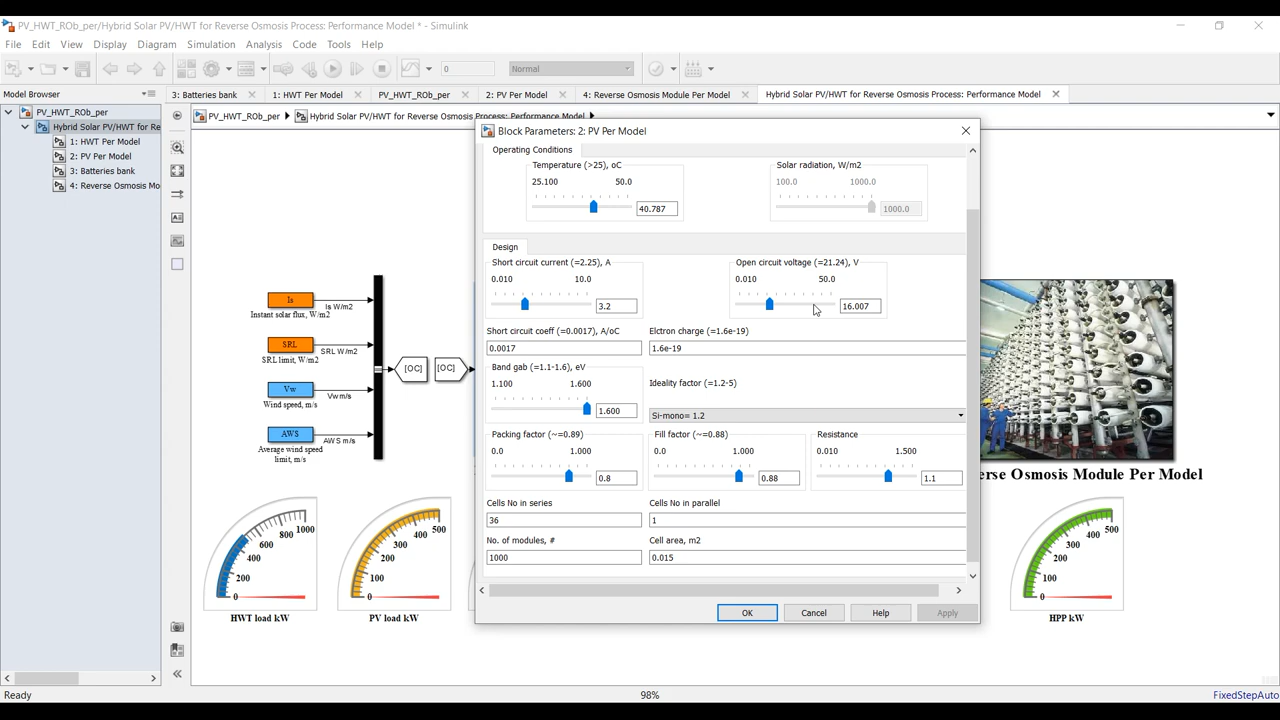 PV_HWT_ROb_per/Hybrid Solar PV/HWT for Reverse Osmosis Process: Performance Model * - Simulink
File Edit View Display Diagram Simulation Analysis Code Tools Help
0 Normal
Model Browser
3: Batteries bank 1: HWT Per Model PV_HWT_ROb_per 2: PV Per Model 4: Reverse Osmosis Module Per Model Hybrid Solar PV/HWT for Reverse Osmosis Process: Performance Model
PV_HWT_ROb_per Hybrid Solar PV/HWT for Reverse Osmosis Process: Performance Model
PV_HWT_ROb_per
Hybrid Solar PV/HWT for Re
1: HWT Per Model
2: PV Per Model
3: Batteries bank
4: Reverse Osmosis Mo
Is
Is W/m2
Instant solar flux, W/m2
SRL
SRL W/m2
SRL limit, W/m2
Vw
Vw m/s
Wind speed, m/s
AWS
AWS m/s
Average wind speed
limit, m/s
[OC] [OC]
Block Parameters: 2: PV Per Model
Operating Conditions
Temperature (>25), oC Solar radiation, W/m2
25.100 50.0 100.0 1000.0
40.787 1000.0
Design
Short circuit current (=2.25), A Open circuit voltage (=21.24), V
0.010 10.0 0.010 50.0
3.2 16.007
Short circuit coeff (=0.0017), A/oC Elctron charge (=1.6e-19)
0.0017 1.6e-19
Band gab (=1.1-1.6), eV
1.100 1.600 Ideality factor (=1.2-5)
1.600 Si-mono= 1.2
Packing factor (~=0.89) Fill factor (~=0.88) Resistance
0.0 1.000 0.0 1.000 0.010 1.500
0.8 0.88 1.1
Cells No in series Cells No in parallel
36 1
No. of modules, # Cell area, m2
1000 0.015
OK Cancel Help Apply
erse Osmosis Module Per Model
0 200 400 600 800 1000
HWT load kW
0 100 200 300 400 500
PV load kW
0 100 200 300 400 500
HPP kW
Ready 98% FixedStepAuto